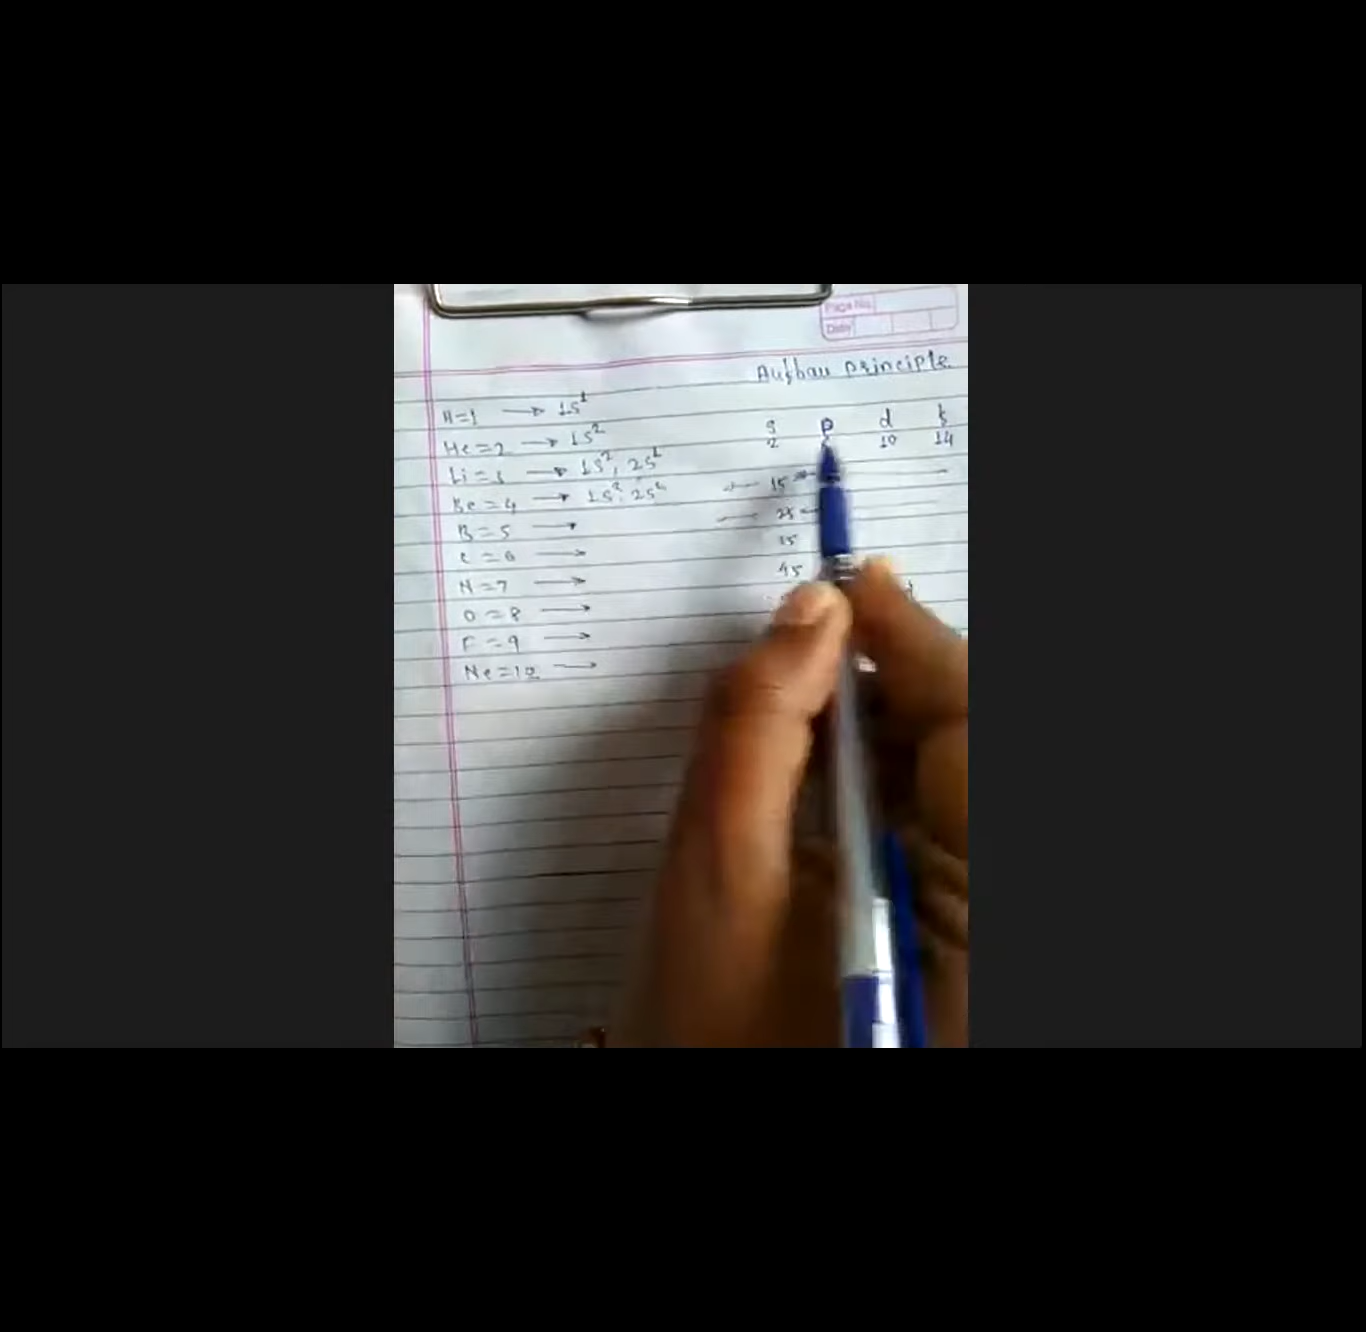 Page No.
Date
Aufbau principle
H=1 → 1s¹
He=2 → 1s²
Li=3 → 1s², 2s¹
Be=4 → 1s², 2s²
B=5 →
C=6 →
N=7 →
O=8 →
F=9 →
Ne=10 →
s p d f
2 10 14
1s
2s
3s
4s